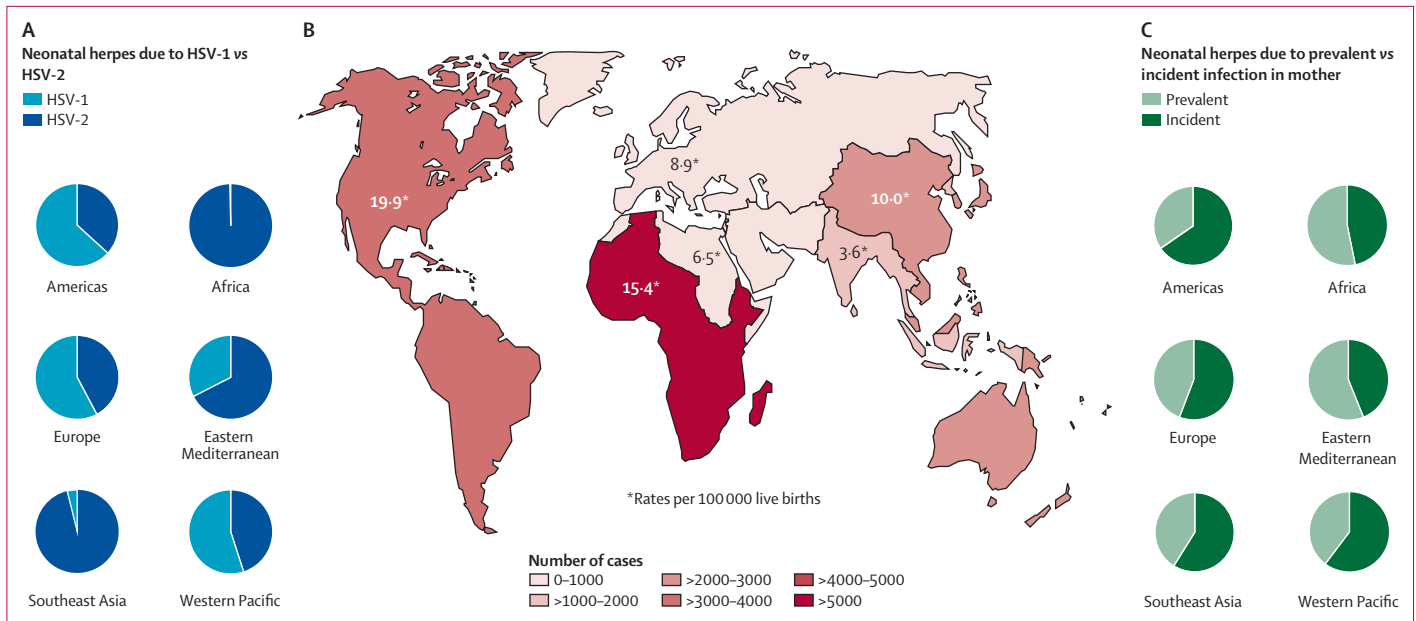 A
Neonatal herpes due to HSV-1 vs
HSV-2
HSV-1
HSV-2
Americas
Africa
Europe
Eastern
Mediterranean
Southeast Asia
Western Pacific
B
19·9*
8·9*
10·0*
6·5*
3·6*
15·4*
*Rates per 100 000 live births
Number of cases
0–1000
>2000–3000
>4000–5000
>1000–2000
>3000–4000
>5000
C
Neonatal herpes due to prevalent vs
incident infection in mother
Prevalent
Incident
Americas
Africa
Europe
Eastern
Mediterranean
Southeast Asia
Western Pacific